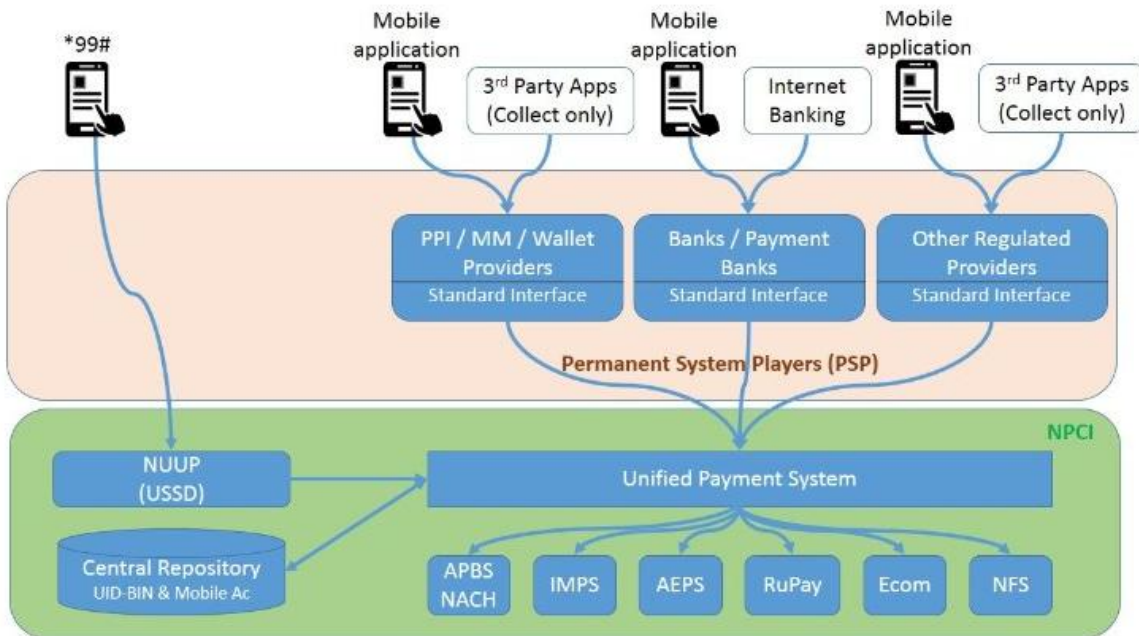 *99#
Mobile
application
3rd Party Apps
(Collect only)
Mobile
application
Internet
Banking
Mobile
application
3rd Party Apps
(Collect only)
PPI / MM / Wallet
Providers
Standard Interface
Banks / Payment
Banks
Standard Interface
Other Regulated
Providers
Standard Interface
Permanent System Players (PSP)
NPCI
NUUP
(USSD)
Unified Payment System
Central Repository
UID-BIN & Mobile Ac
APBS
NACH
IMPS
AEPS
RuPay
Ecom
NFS